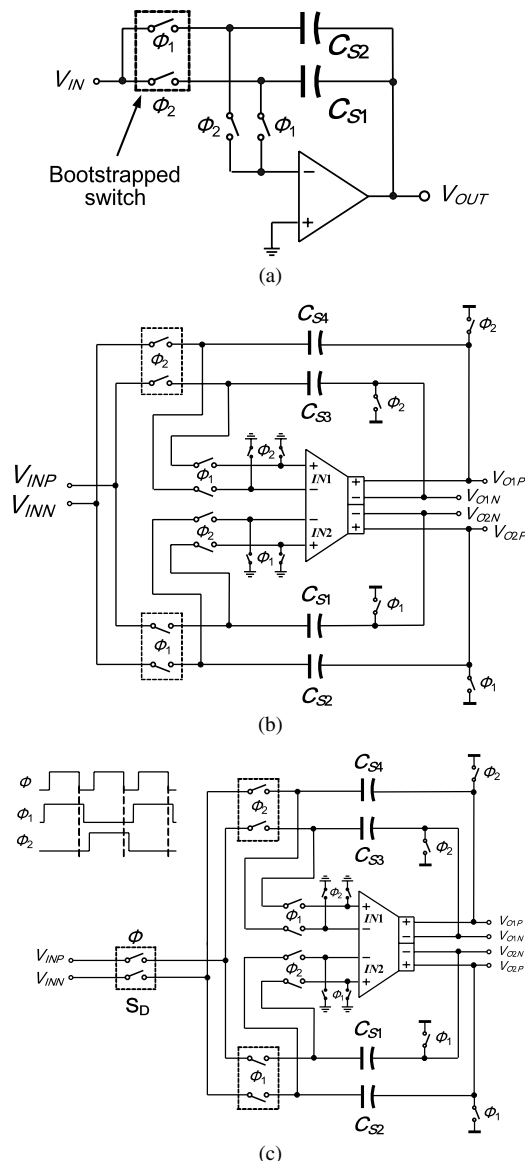 Φ1
CS2
VIN
CS1
Φ2
Φ2
Φ1
Bootstrapped
switch
−
+
VOUT
(a)
CS4
Φ2
Φ2
CS3
Φ2
Φ2
VINP
VINN
Φ1
+
IN1
−
+
−
VO1P
VO1N
Φ2
−
IN2
+
−
+
VO2N
VO2P
Φ1
CS1
Φ1
Φ1
CS2
Φ1
(b)
Φ
Φ1
Φ2
CS4
Φ2
Φ2
CS3
Φ2
Φ2
Φ1
+
IN1
−
+
−
VO1P
VO1N
Φ
VINP
VINN
SD
Φ2
−
IN2
+
−
+
VO2N
VO2P
Φ1
CS1
Φ1
Φ1
CS2
Φ1
(c)